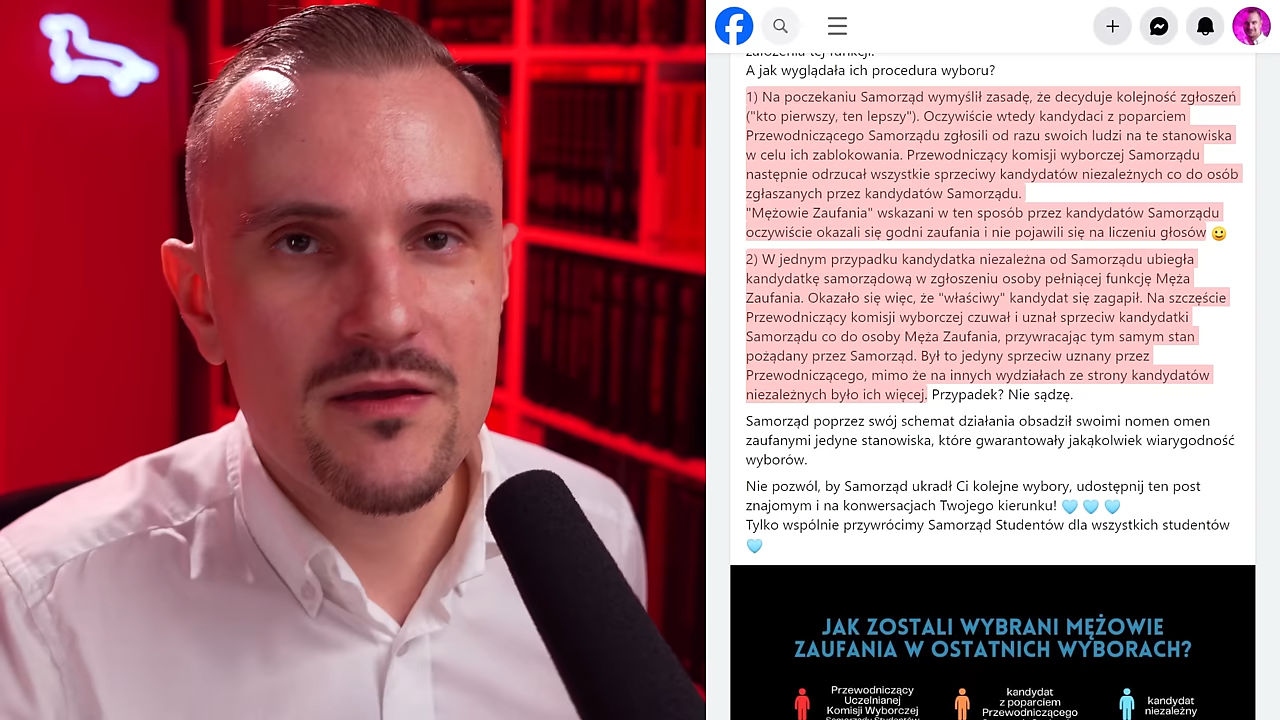 założenia tej funkcji.
A jak wyglądała ich procedura wyboru?
1) Na poczekaniu Samorząd wymyślił zasadę, że decyduje kolejność zgłoszeń
("kto pierwszy, ten lepszy"). Oczywiście wtedy kandydaci z poparciem
Przewodniczącego Samorządu zgłosili od razu swoich ludzi na te stanowiska
w celu ich zablokowania. Przewodniczący komisji wyborczej Samorządu
następnie odrzucał wszystkie sprzeciwy kandydatów niezależnych co do osób
zgłaszanych przez kandydatów Samorządu.
"Mężowie Zaufania" wskazani w ten sposób przez kandydatów Samorządu
oczywiście okazali się godni zaufania i nie pojawili się na liczeniu głosów 🙂
2) W jednym przypadku kandydatka niezależna od Samorządu ubiegła
kandydatkę samorządową w zgłoszeniu osoby pełniącej funkcję Męża
Zaufania. Okazało się więc, że "właściwy" kandydat się zagapił. Na szczęście
Przewodniczący komisji wyborczej czuwał i uznał sprzeciw kandydatki
Samorządu co do osoby Męża Zaufania, przywracając tym samym stan
pożądany przez Samorząd. Był to jedyny sprzeciw uznany przez
Przewodniczącego, mimo że na innych wydziałach ze strony kandydatów
niezależnych było ich więcej. Przypadek? Nie sądzę.
Samorząd poprzez swój schemat działania obsadził swoimi nomen omen
zaufanymi jedyne stanowiska, które gwarantowały jakąkolwiek wiarygodność
wyborów.
Nie pozwól, by Samorząd ukradł Ci kolejne wybory, udostępnij ten post
znajomym i na konwersacjach Twojego kierunku! 🩵 🩵 🩵
Tylko wspólnie przywrócimy Samorząd Studentów dla wszystkich studentów
🩵
JAK ZOSTALI WYBRANI MĘŻOWIE
ZAUFANIA W OSTATNICH WYBORACH?
Przewodniczący
Uczelnianej
Komisji Wyborczej
Samorządu Studentów
kandydat
z poparciem
Przewodniczącego
kandydat
niezależny